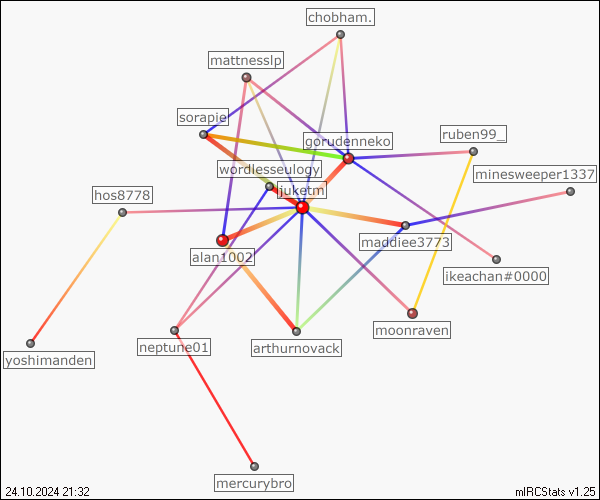 chobham.
mattnesslp
sorapie
gorudenneko
ruben99_
wordlesseulogy
minesweeper1337
juketm
hos8778
maddiee3773
alan1002
ikeachan#0000
moonraven
neptune01
arthurnovack
yoshimanden
mercurybro
24.10.2024 21:32
mIRCStats v1.25